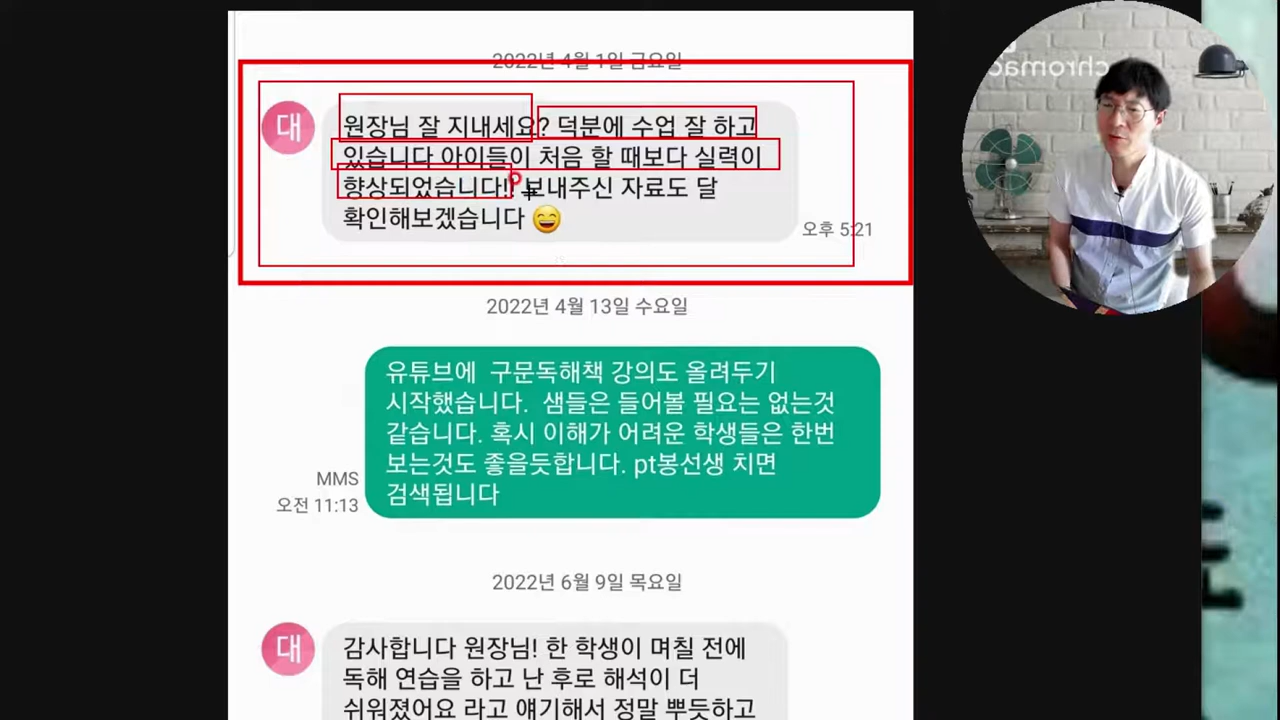 2022년 4월 1일 금요일
대
원장님 잘 지내세요? 덕분에 수업 잘 하고
있습니다 아이들이 처음 할 때보다 실력이
향상되었습니다!! 보내주신 자료도 달
확인해보겠습니다 😄
오후 5:21
2022년 4월 13일 수요일
유튜브에 구문독해책 강의도 올려두기
시작했습니다. 샘들은 들어볼 필요는 없는것
같습니다. 혹시 이해가 어려운 학생들은 한번
보는것도 좋을듯합니다. pt봉선생 치면
검색됩니다
MMS
오전 11:13
2022년 6월 9일 목요일
대
감사합니다 원장님! 한 학생이 며칠 전에
독해 연습을 하고 난 후로 해석이 더
쉬워졌어요 라고 얘기해서 정말 뿌듯하고